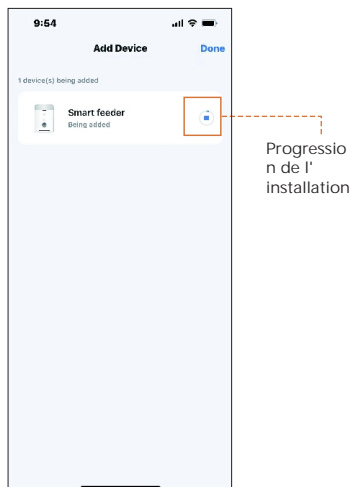 9:54
Add Device
Done
1 device(s) being added
Smart feeder
Being added
Progressio
n de l'
installation